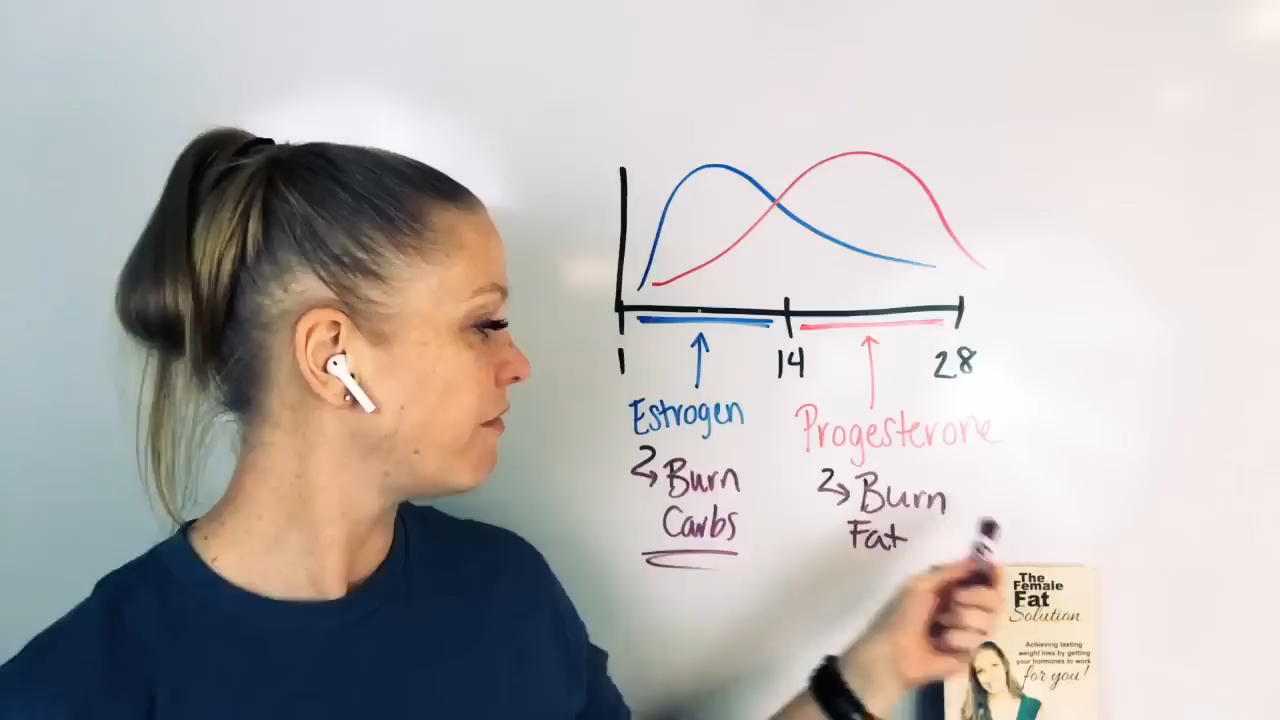 1 14 28
Estrogen
Burn
Carbs
Progesterone
Burn
Fat
The
Female
Fat
Solution
Achieving lasting
weight loss by getting
your hormones to work
for you!